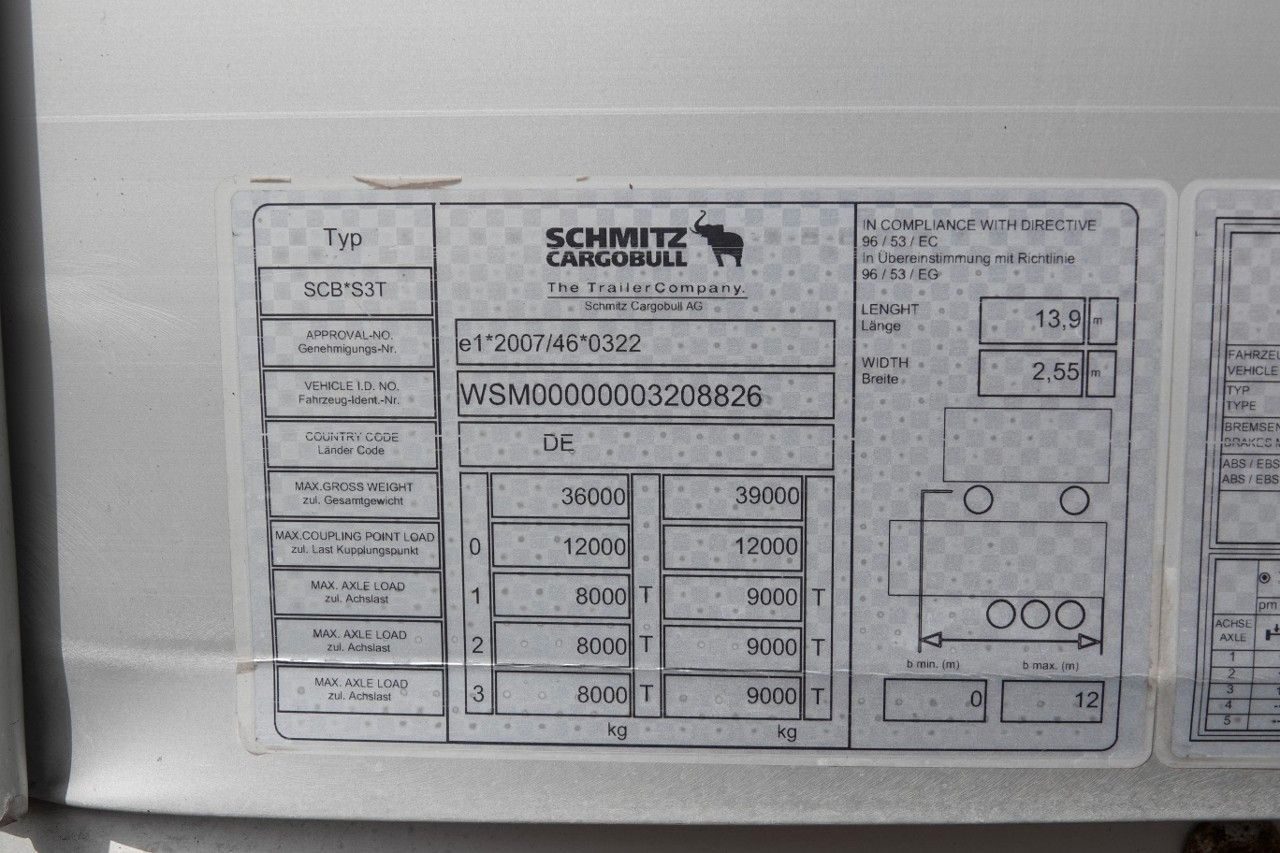 Typ
SCB*S3T
APPROVAL-NO.
Genehmigungs-Nr.
VEHICLE I.D. NO.
Fahrzeug-Ident.-Nr.
COUNTRY CODE
Länder Code
MAX.GROSS WEIGHT
zul. Gesamtgewicht
MAX.COUPLING POINT LOAD
zul. Last Kupplungspunkt
MAX. AXLE LOAD
zul. Achslast
MAX. AXLE LOAD
zul. Achslast
MAX. AXLE LOAD
zul. Achslast
SCHMITZ
CARGOBULL
The TrailerCompany.
Schmitz Cargobull AG
e1*2007/46*0322
WSM00000003208826
DE
36000 39000
0 12000 12000
1 8000 T 9000 T
2 8000 T 9000 T
3 8000 T 9000 T
kg kg
IN COMPLIANCE WITH DIRECTIVE
96 / 53 / EC
In Übereinstimmung mit Richtlinie
96 / 53 / EG
LENGHT
Länge
13,9 m
WIDTH
Breite
2,55 m
b min. (m) b max. (m)
0 12
FAHRZEU
VEHICLE
TYP
TYPE
BREMSEN
BRAKES M
ABS / EBS
ABS / EBS
pm
ACHSE
AXLE
1
2
3
4
5